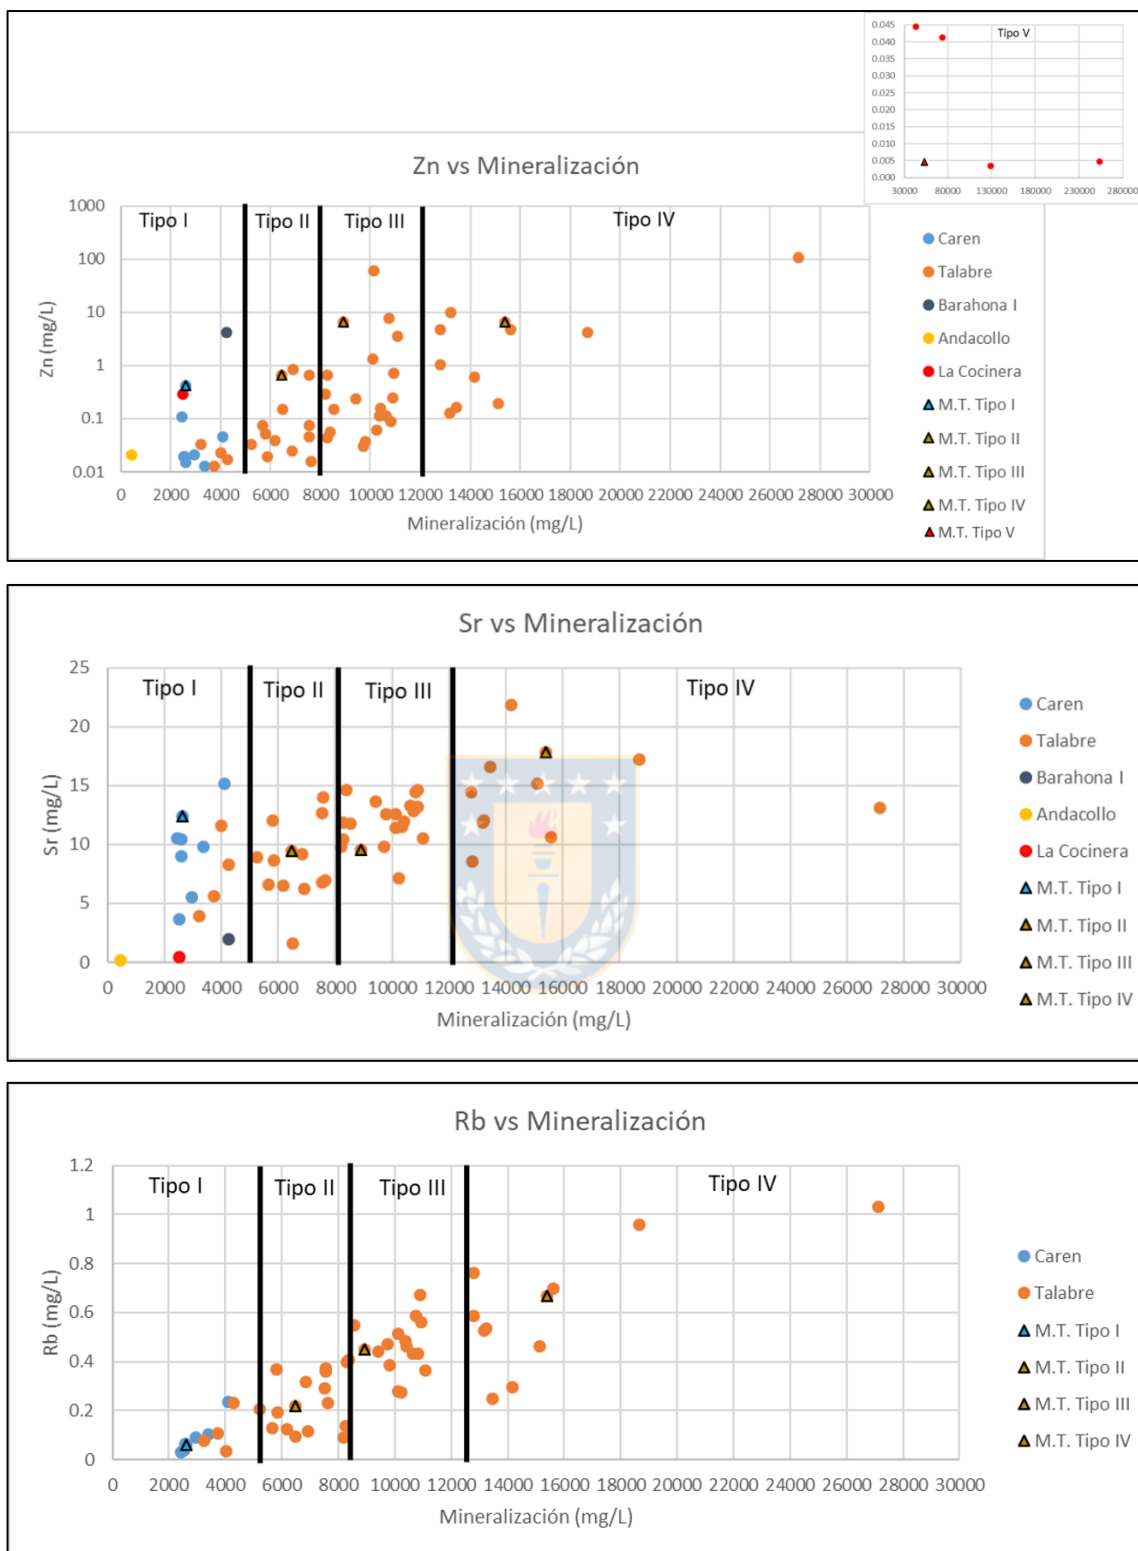 0.045
Tipo V
0.040
0.035
0.030
0.025
0.020
0.015
0.010
0.005
0.000
30000 80000 130000 180000 230000 280000
Zn vs Mineralización
1000
Tipo I Tipo II Tipo III Tipo IV
100
10
1
0.1
0.01
Zn (mg/L)
0 2000 4000 6000 8000 10000 12000 14000 16000 18000 20000 22000 24000 26000 28000 30000
Mineralización (mg/L)
Caren
Talabre
Barahona I
Andacollo
La Cocinera
M.T. Tipo I
M.T. Tipo II
M.T. Tipo III
M.T. Tipo IV
M.T. Tipo V
Sr vs Mineralización
25
Tipo I Tipo II Tipo III Tipo IV
20
15
10
5
0
Sr (mg/L)
0 2000 4000 6000 8000 10000 12000 14000 16000 18000 20000 22000 24000 26000 28000 30000
Mineralización (mg/L)
Caren
Talabre
Barahona I
Andacollo
La Cocinera
M.T. Tipo I
M.T. Tipo II
M.T. Tipo III
M.T. Tipo IV
Rb vs Mineralización
1.2
Tipo I Tipo II Tipo III Tipo IV
1
0.8
0.6
0.4
0.2
0
Rb (mg/L)
0 2000 4000 6000 8000 10000 12000 14000 16000 18000 20000 22000 24000 26000 28000 30000
Mineralización (mg/L)
Caren
Talabre
M.T. Tipo I
M.T. Tipo II
M.T. Tipo III
M.T. Tipo IV